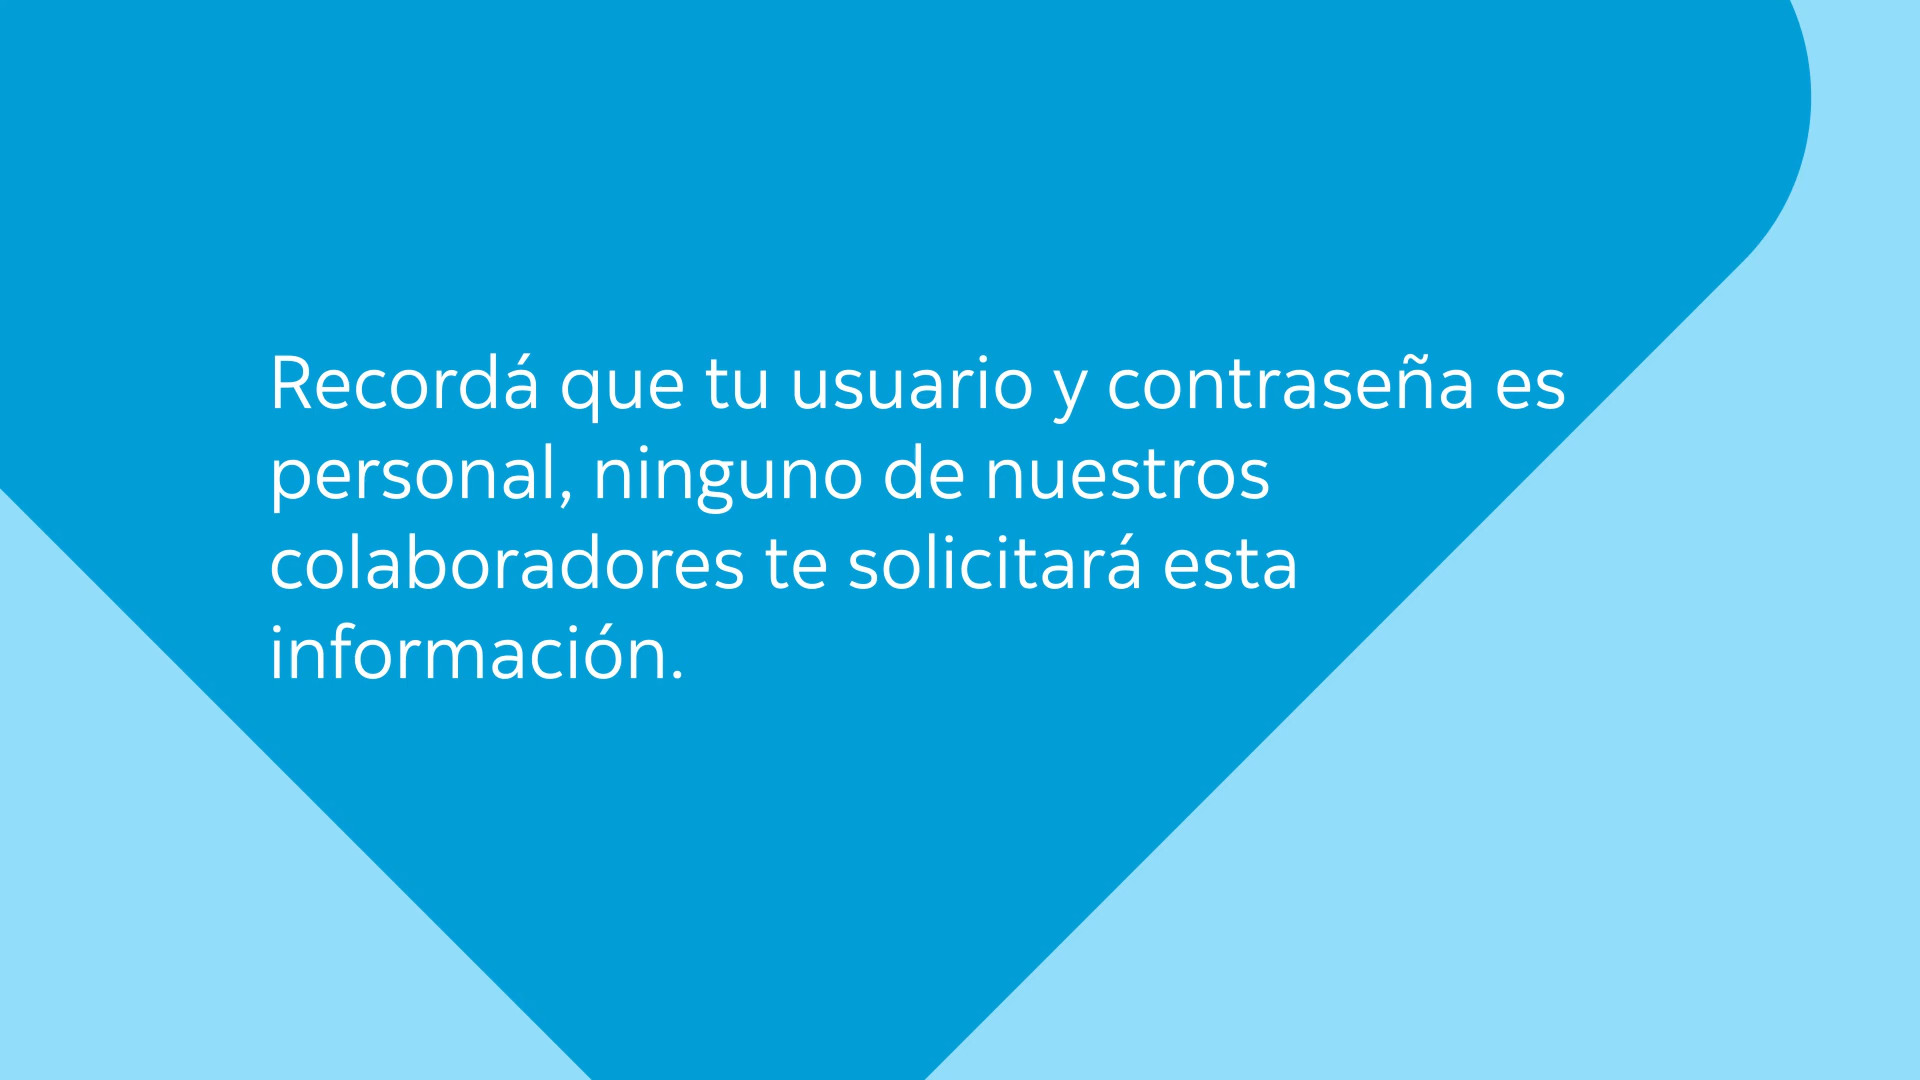 Recordá que tu usuario y contraseña es
personal, ninguno de nuestros
colaboradores te solicitará esta
información.